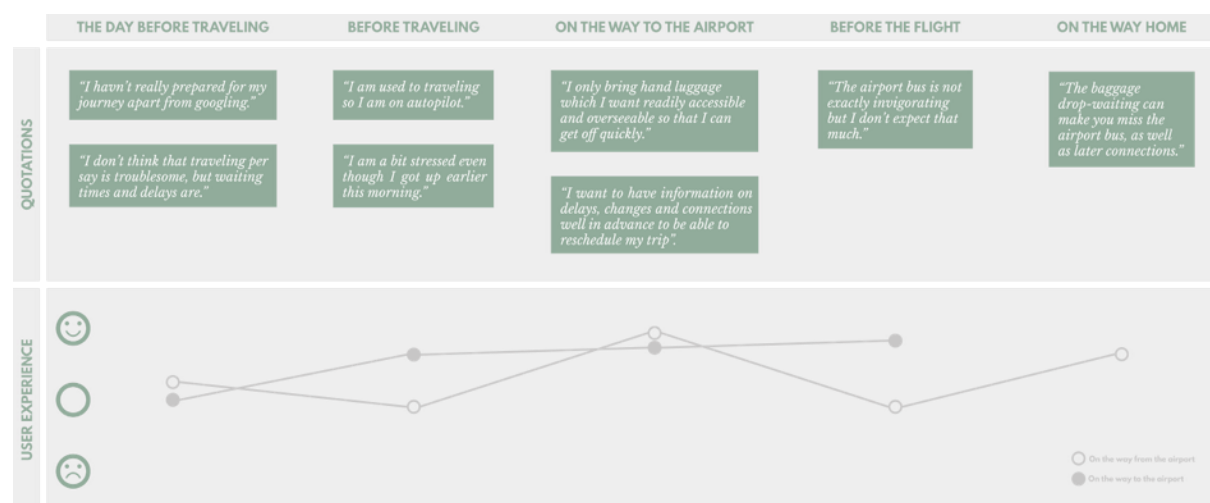 THE DAY BEFORE TRAVELING
BEFORE TRAVELING
ON THE WAY TO THE AIRPORT
BEFORE THE FLIGHT
ON THE WAY HOME
QUOTATIONS
“I havn’t really prepared for my
journey apart from googling.”
“I don’t think that traveling per
say is troublesome, but waiting
times and delays are.”
“I am used to traveling
so I am on autopilot.”
“I am a bit stressed even
though I got up earlier
this morning.”
“I only bring hand luggage
which I want readily accessible
and overseeable so that I can
get off quickly.”
“I want to have information on
delays, changes and connections
well in advance to be able to
reschedule my trip”.
“The airport bus is not
exactly invigorating
but I don’t expect that
much.”
“The baggage
drop-waiting can
make you miss the
airport bus, as well
as later connections.”
USER EXPERIENCE
On the way from the airport
On the way to the airport